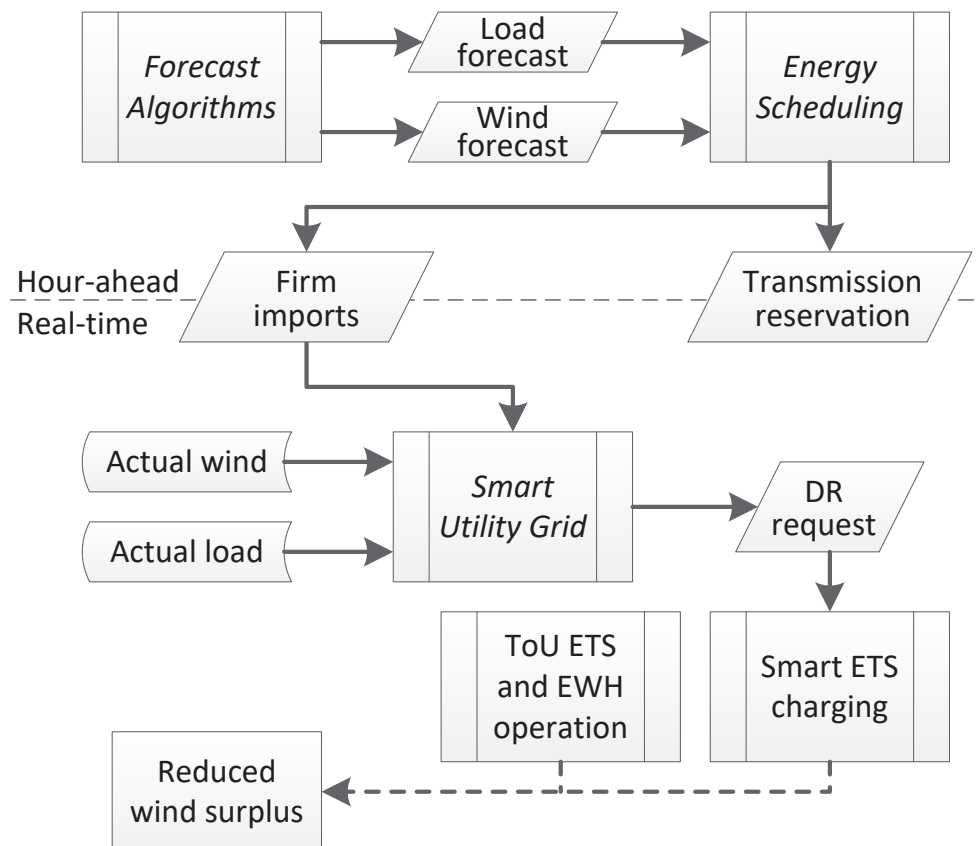 Forecast
Algorithms
Load
forecast
Wind
forecast
Energy
Scheduling
Hour-ahead
Real-time
Firm
imports
Transmission
reservation
Actual wind
Actual load
Smart
Utility Grid
DR
request
ToU ETS
and EWH
operation
Smart ETS
charging
Reduced
wind surplus